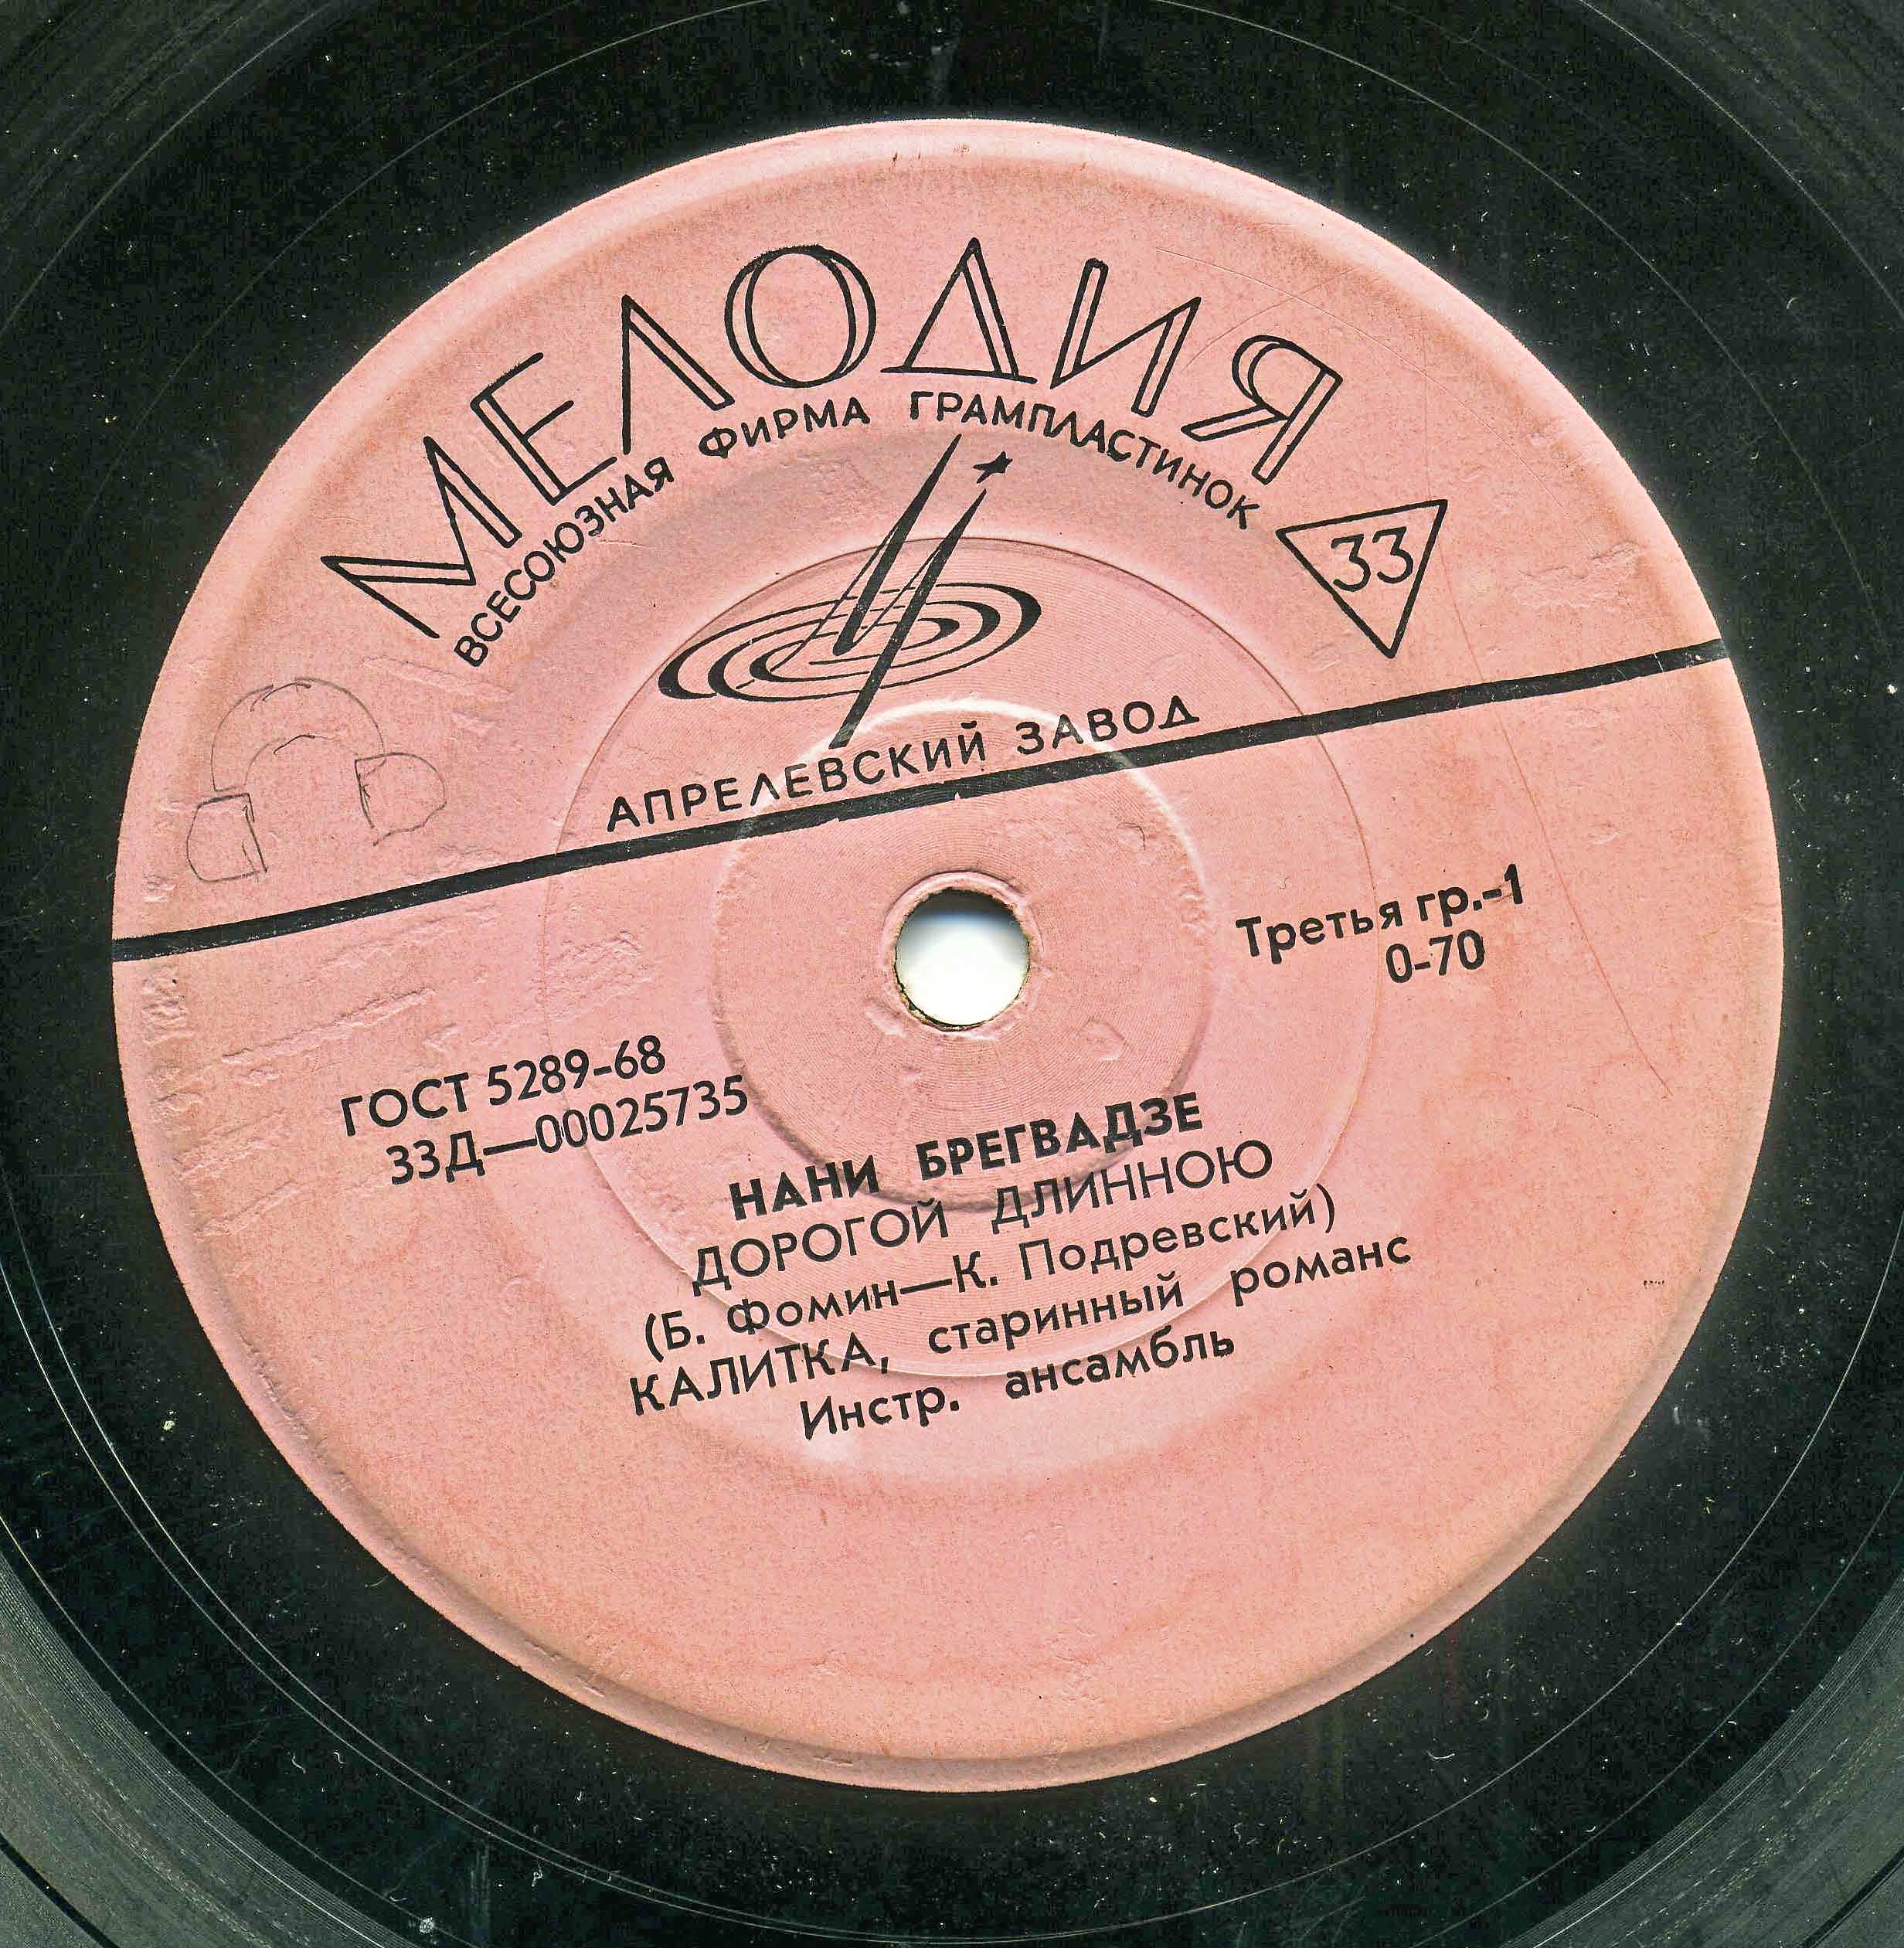 МЕЛОДИЯ
ВСЕСОЮЗНАЯ ФИРМА ГРАМПЛАСТИНОК
33
АПРЕЛЕВСКИЙ ЗАВОД
Третья гр.-1
0-70
ГОСТ 5289-68
33Д—00025735
НАНИ БРЕГВАДЗЕ
ДОРОГОЙ ДЛИННОЮ
(Б. Фомин—К. Подревский)
КАЛИТКА, старинный романс
Инстр. ансамбль